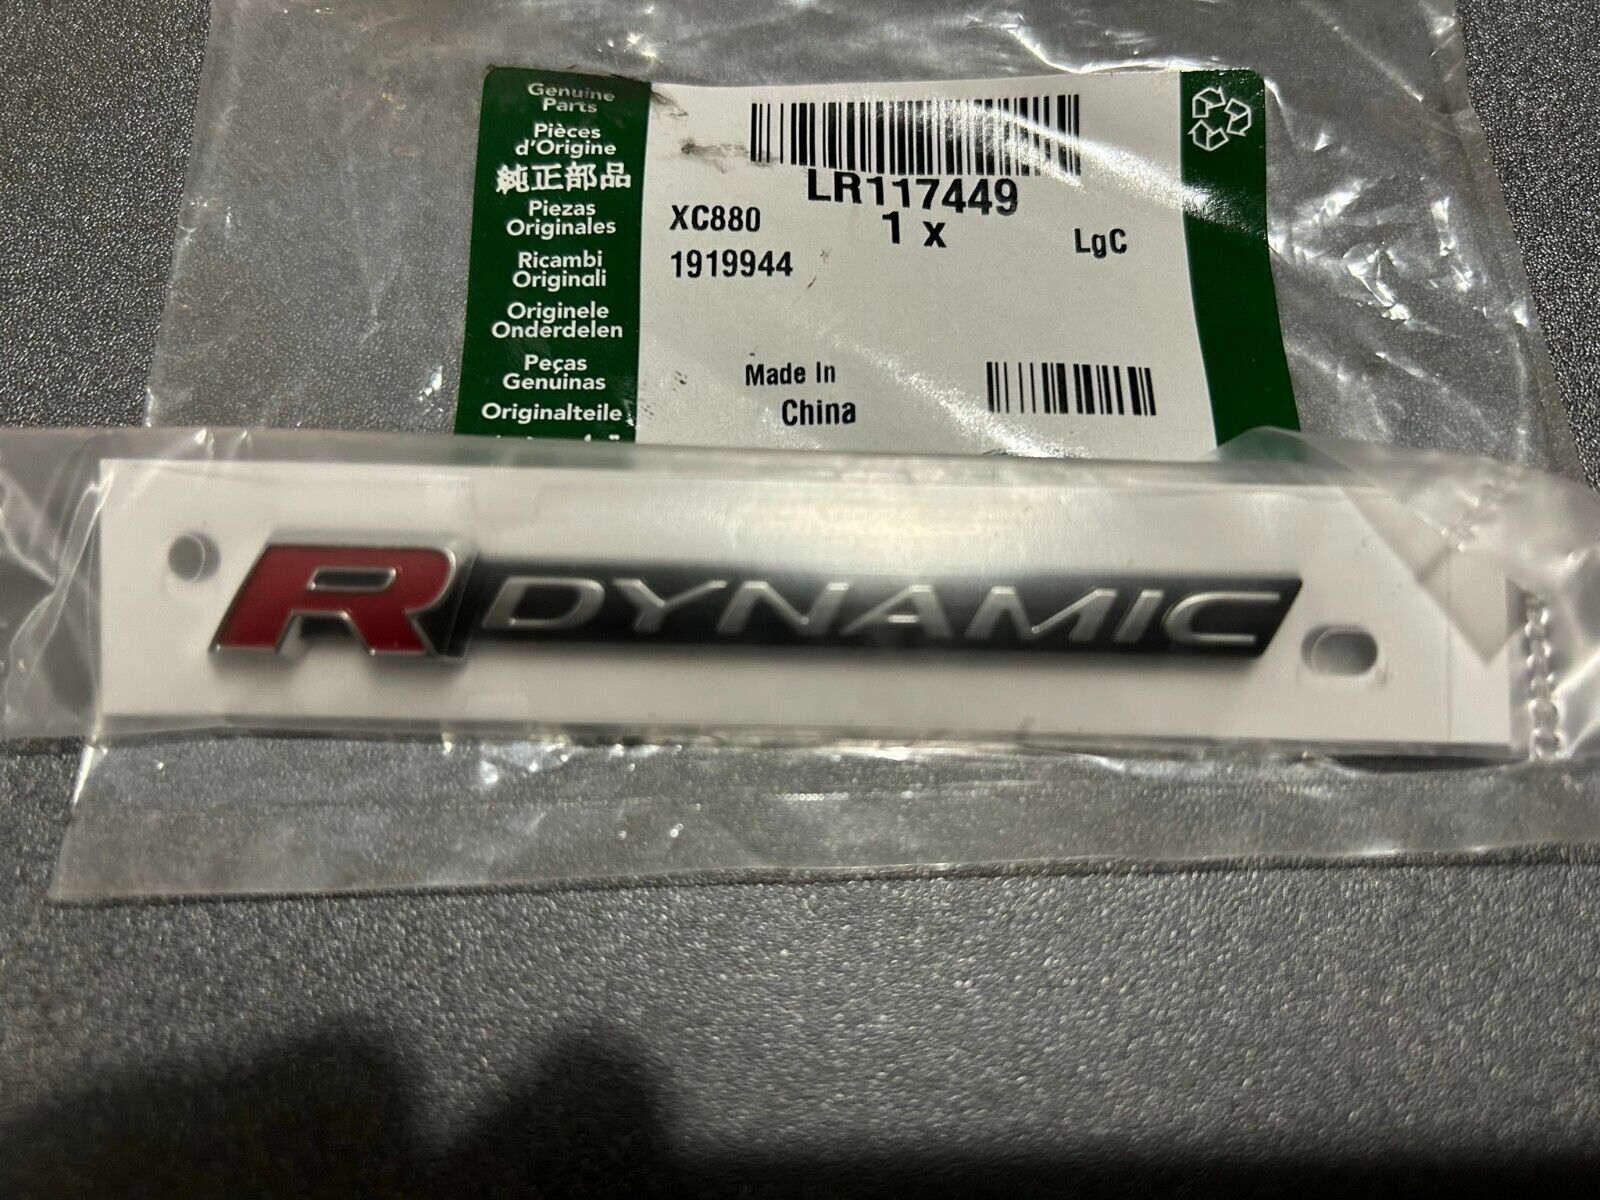 Genuine
Parts
Pièces
d'Origine
純正部品
Piezas
Originales
Ricambi
Originali
Originele
Onderdelen
Peças
Genuinas
Originalteile
LR117449
XC880
1 x
LgC
1919944
Made In
China
R DYNAMIC